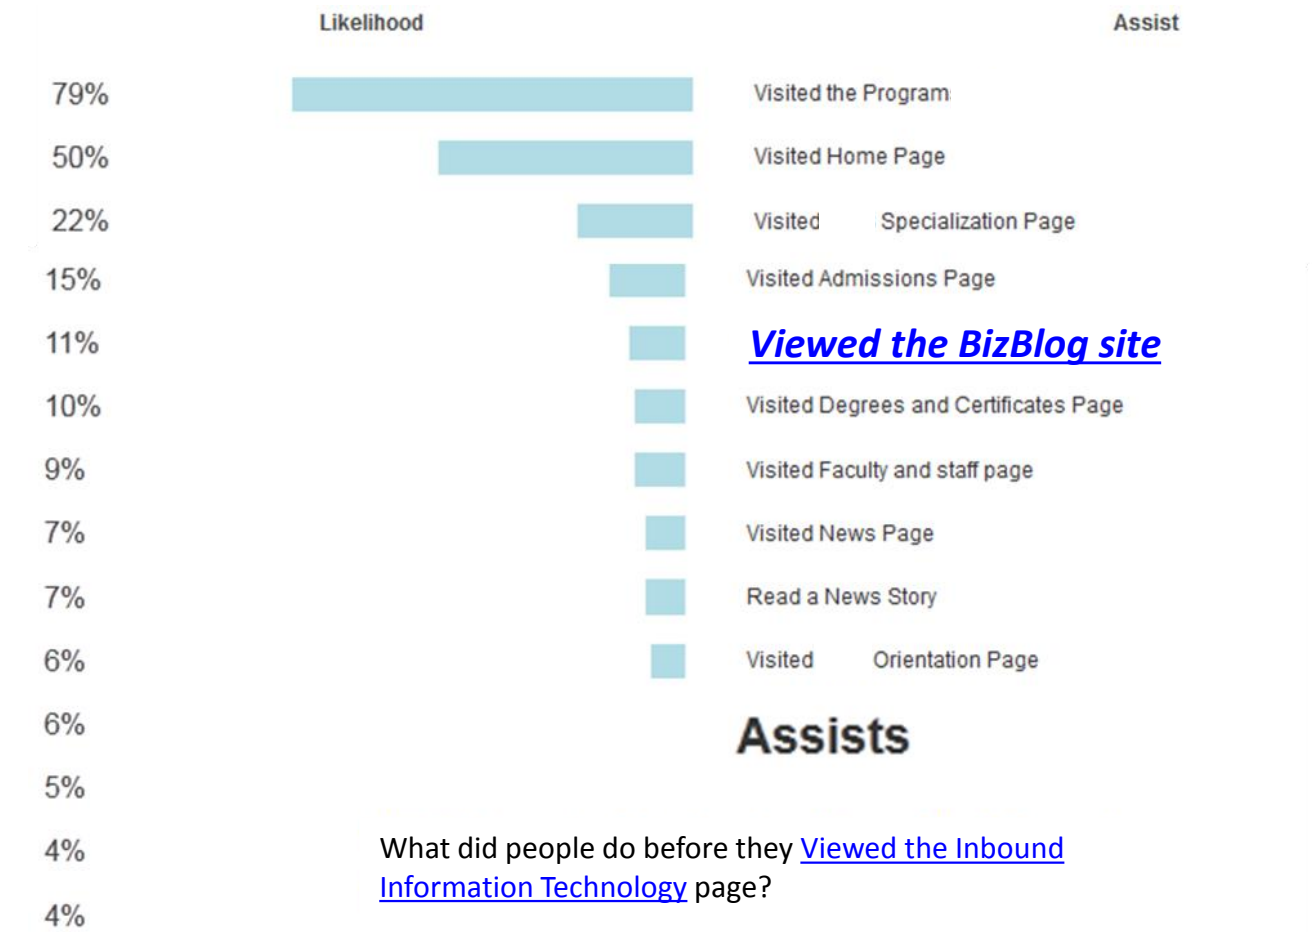 Likelihood Assist
79% Visited the Program
50% Visited Home Page
22% Visited Specialization Page
15% Visited Admissions Page
11% Viewed the BizBlog site
10% Visited Degrees and Certificates Page
9% Visited Faculty and staff page
7% Visited News Page
7% Read a News Story
6% Visited Orientation Page
6% Assists
5%
4% What did people do before they Viewed the Inbound
Information Technology page?
4%